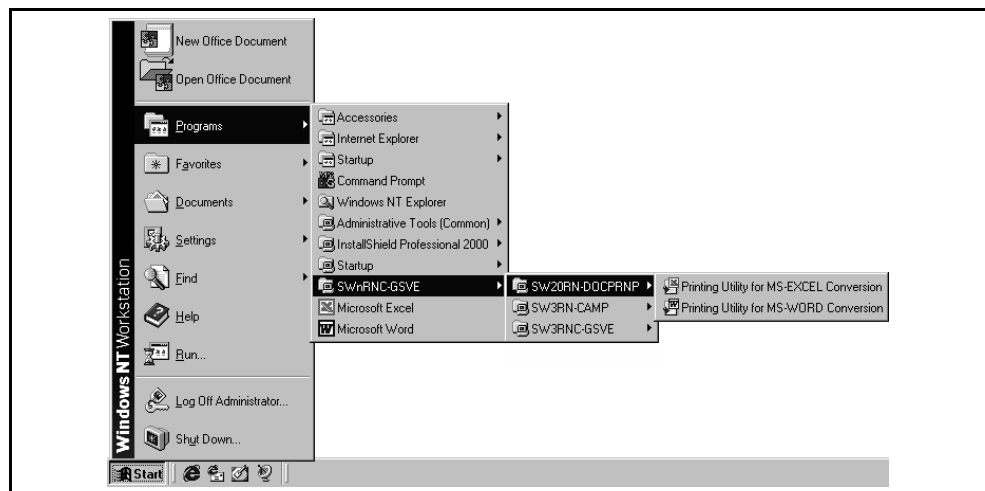 New Office Document
Open Office Document
Programs
Favorites
Documents
Settings
Find
Help
Run...
Log Off Administrator...
Shut Down...
Windows NT Workstation
Accessories
Internet Explorer
Startup
Command Prompt
Windows NT Explorer
Administrative Tools (Common)
InstallShield Professional 2000
Startup
SWnRNC-GSVE
Microsoft Excel
Microsoft Word
SW20RN-DOCPRNP
SW3RN-CAMP
SW3RNC-GSVE
Printing Utility for MS-EXCEL Conversion
Printing Utility for MS-WORD Conversion
Start